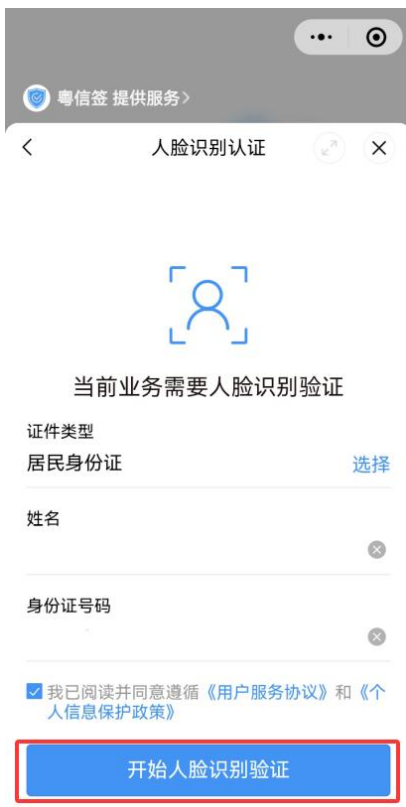 粤信签 提供服务>
人脸识别认证
当前业务需要人脸识别验证
证件类型
居民身份证 选择
姓名
身份证号码
我已阅读并同意遵循《用户服务协议》和《个
人信息保护政策》
开始人脸识别验证